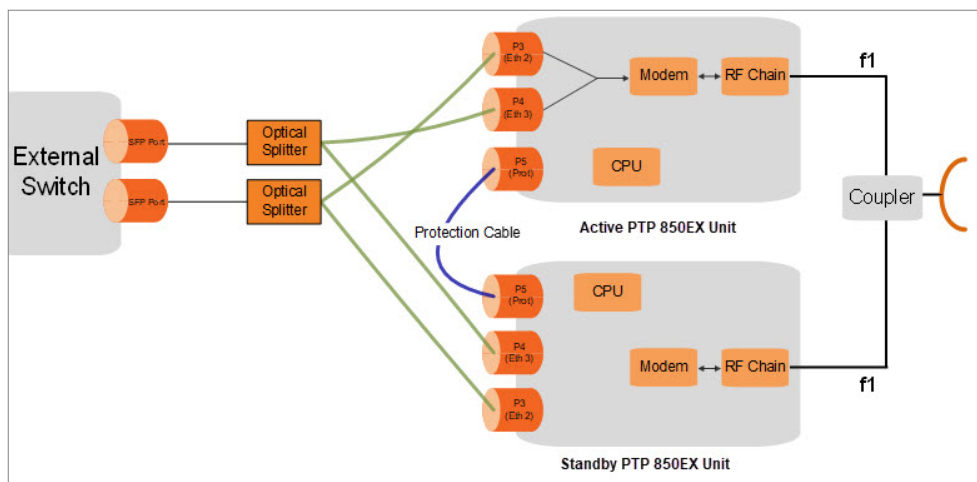 External
Switch
SFP Port
SFP Port
Optical
Splitter
Optical
Splitter
P3
(Eth 2)
P4
(Eth 3)
P5
(Prot)
Modem
RF Chain
CPU
Active PTP 850EX Unit
f1
Protection Cable
Coupler
P5
(Prot)
P4
(Eth 3)
P3
(Eth 2)
CPU
Modem
RF Chain
f1
Standby PTP 850EX Unit